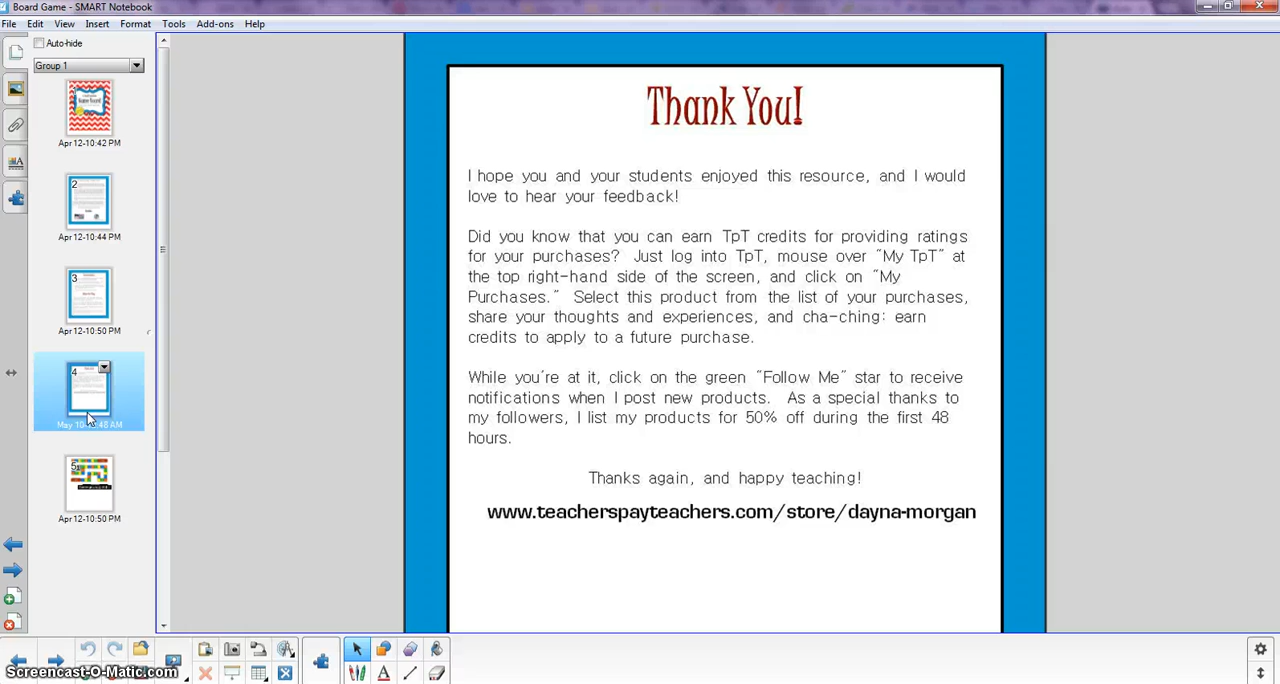 Board Game - SMART Notebook
File Edit View Insert Format Tools Add-ons Help
Auto-hide
Group 1
Apr 12-10:42 PM
2
Apr 12-10:44 PM
3
Apr 12-10:50 PM
4
May 10-
:48 AM
5
Apr 12-10:50 PM
Thank You!
I hope you and your students enjoyed this resource, and I would
love to hear your feedback!
Did you know that you can earn TpT credits for providing ratings
for your purchases? Just log into TpT, mouse over "My TpT" at
the top right-hand side of the screen, and click on "My
Purchases." Select this product from the list of your purchases,
share your thoughts and experiences, and cha-ching: earn
credits to apply to a future purchase.
While you're at it, click on the green "Follow Me" star to receive
notifications when I post new products. As a special thanks to
my followers, I list my products for 50% off during the first 48
hours.
Thanks again, and happy teaching!
www.teacherspayteachers.com/store/dayna-morgan
Screencast-O-Matic.com